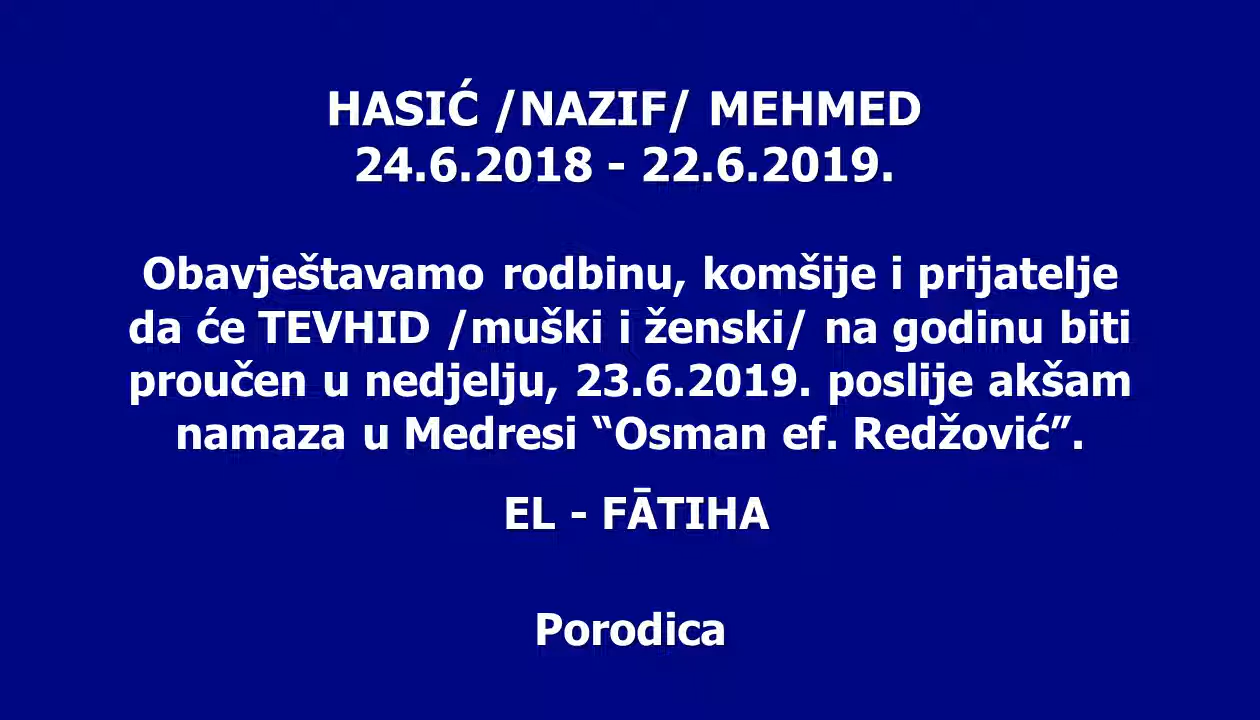 HASIĆ /NAZIF/ MEHMED
24.6.2018 - 22.6.2019.
Obavještavamo rodbinu, komšije i prijatelje
da će TEVHID /muški i ženski/ na godinu biti
proučen u nedjelju, 23.6.2019. poslije akšam
namaza u Medresi “Osman ef. Redžović”.
EL - FĀTIHA
Porodica